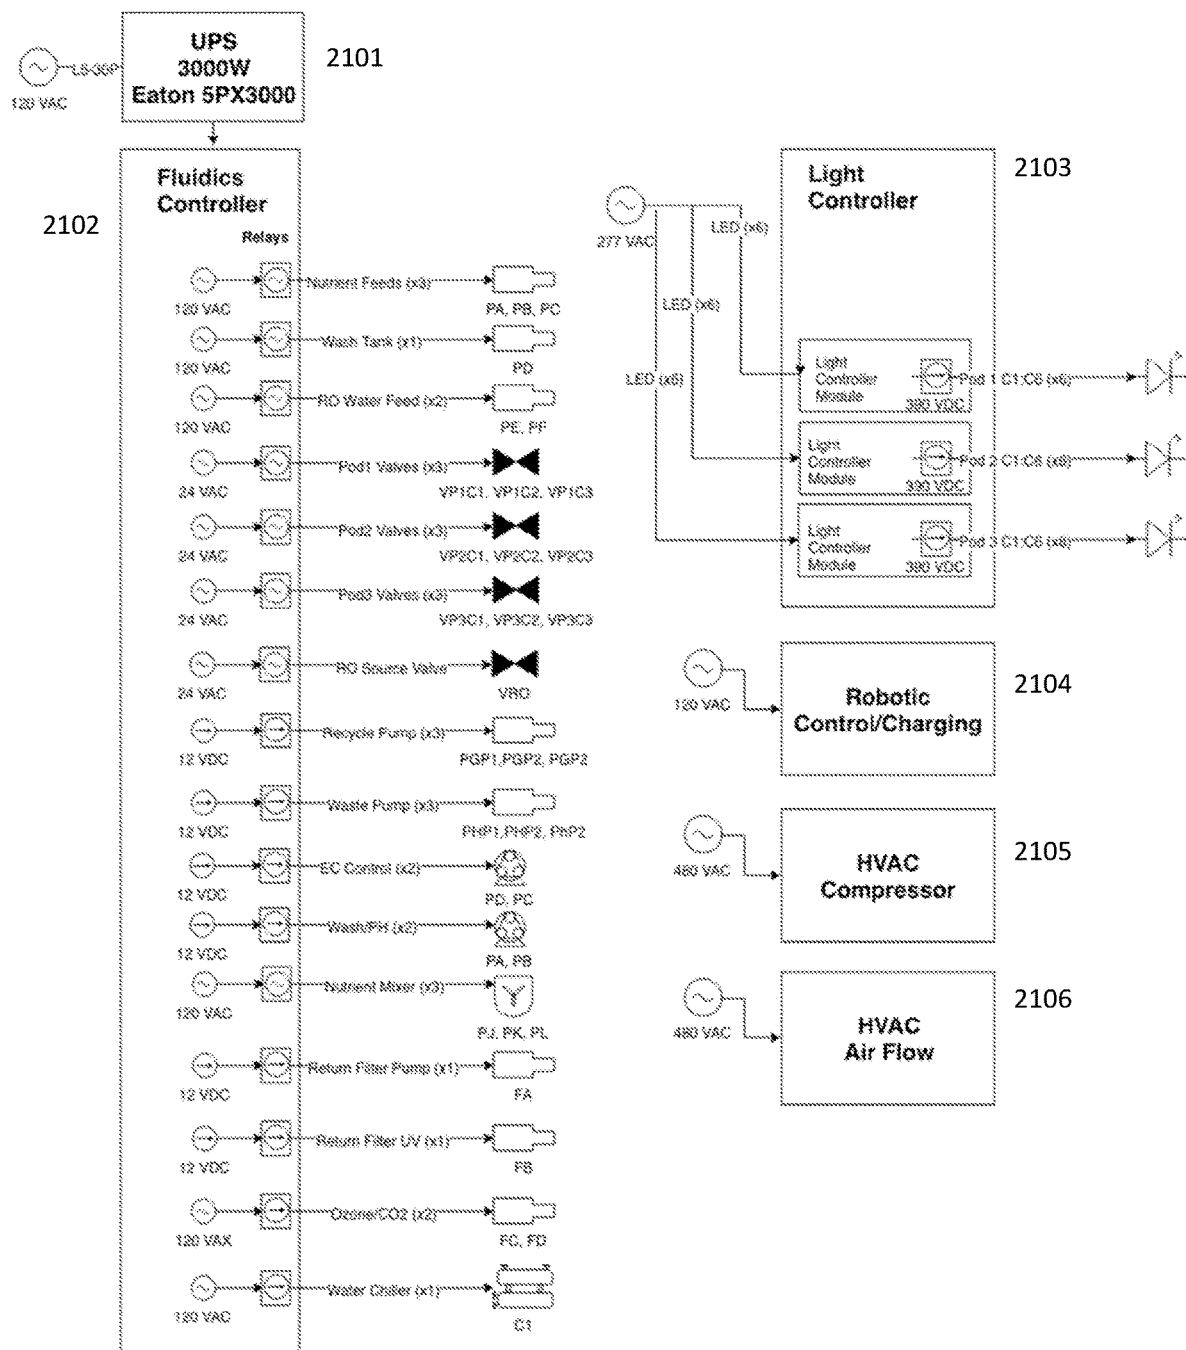 UPS
3000W
Eaton 5PX3000
2101
120 VAC
Fluidics
Controller
2102
Relays
120 VAC
Nutrient Feeds (x3)
PA, PB, PC
120 VAC
Wash Tank (x1)
PD
120 VAC
RO Water Feed (x2)
PE, PF
24 VAC
Pod1 Valves (x3)
VP1C1, VP1C2, VP1C3
24 VAC
Pod2 Valves (x3)
VP2C1, VP2C2, VP2C3
24 VAC
Pod3 Valves (x3)
VP3C1, VP3C2, VP3C3
24 VAC
RO Source Valve
VRO
12 VDC
Recycle Pump (x3)
PGP1,PGP2, PGP2
12 VDC
Waste Pump (x3)
PHP1,PHP2, PhP2
12 VDC
EC Control (x2)
PD, PC
12 VDC
Wash/PH (x2)
PA, PB
120 VAC
Nutrient Mixer (x3)
PJ, PK, PL
12 VDC
Return Filter Pump (x1)
FA
12 VDC
Return Filter UV (x1)
FB
120 VAX
Ozone/CO2 (x2)
FC, FD
120 VAC
Water Chiller (x1)
C1
277 VAC
LED (x6)
LED (x6)
LED (x6)
Light
Controller
2103
Light
Controller
Module
390 VDC
Pod 1 C1:C6 (x6)
Light
Controller
Module
390 VDC
Pod 2 C1:C6 (x6)
Light
Controller
Module
390 VDC
Pod 3 C1:C6 (x6)
120 VAC
Robotic
Control/Charging
2104
480 VAC
HVAC
Compressor
2105
480 VAC
HVAC
Air Flow
2106